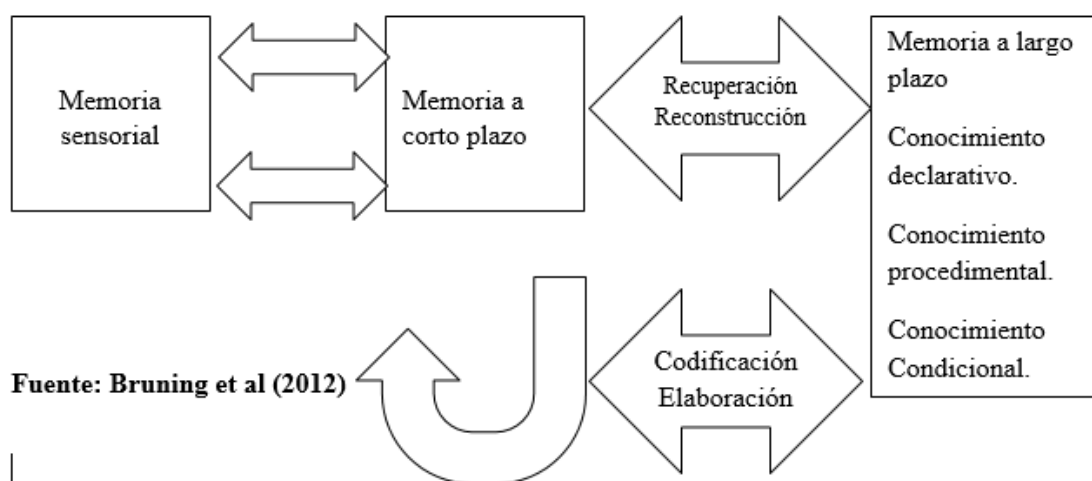 Memoria
sensorial
Memoria a
corto plazo
Recuperación
Reconstrucción
Memoria a largo
plazo
Conocimiento
declarativo.
Conocimiento
procedimental.
Conocimiento
Condicional.
Codificación
Elaboración
Fuente: Bruning et al (2012)